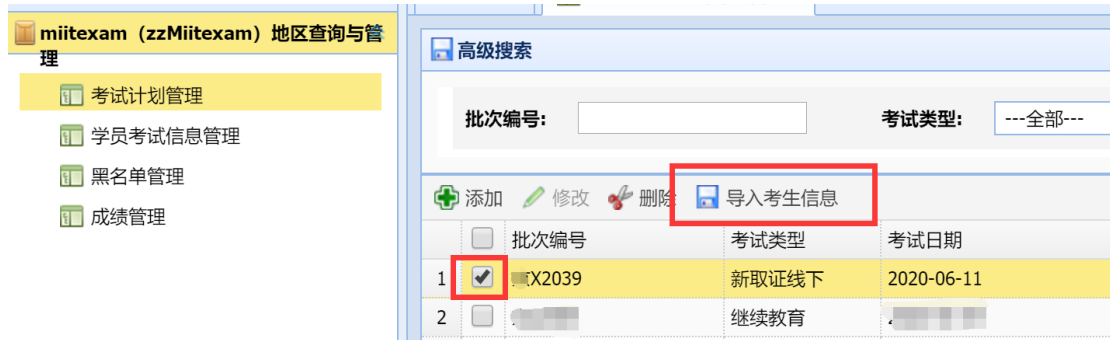 miitexam（zzMiitexam）地区查询与管
理
考试计划管理
学员考试信息管理
黑名单管理
成绩管理
高级搜索
批次编号: 考试类型: ---全部---
添加 修改 删除 导入考生信息
批次编号 考试类型 考试日期
1 X2039 新取证线下 2020-06-11
2 继续教育